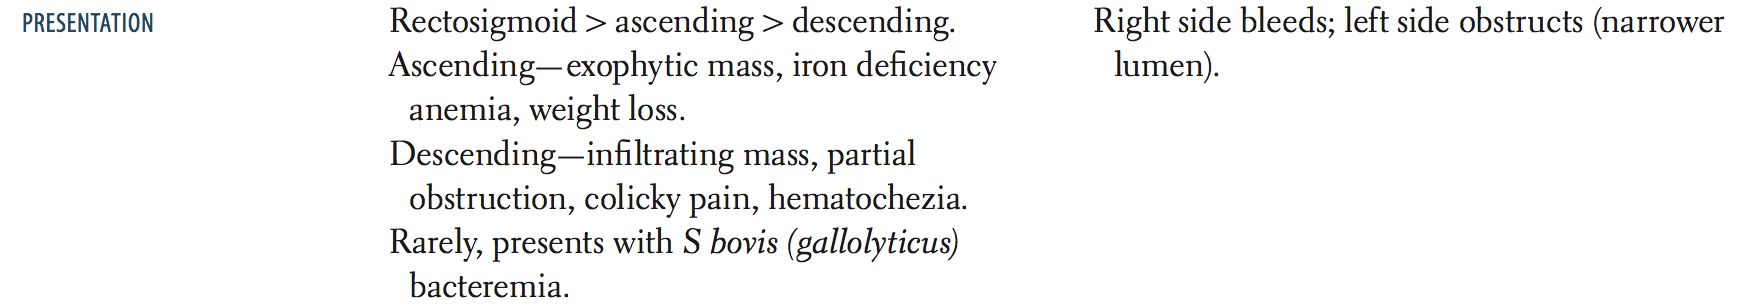 PRESENTATION
Rectosigmoid > ascending > descending.
Ascending—exophytic mass, iron deficiency
anemia, weight loss.
Descending—infiltrating mass, partial
obstruction, colicky pain, hematochezia.
Rarely, presents with S bovis (gallolyticus)
bacteremia.
Right side bleeds; left side obstructs (narrower
lumen).